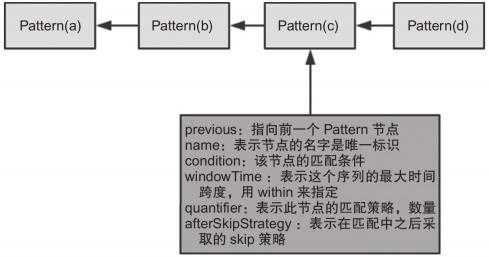 Pattern(a)
Pattern(b)
Pattern(c)
Pattern(d)
previous：指向前一个 Pattern 节点
name：表示节点的名字是唯一标识
condition：该节点的匹配条件
windowTime ：表示这个序列的最大时间
跨度，用 within 来指定
quantifier：表示此节点的匹配策略，数量
afterSkipStrategy：表示在匹配中之后采
取的 skip 策略